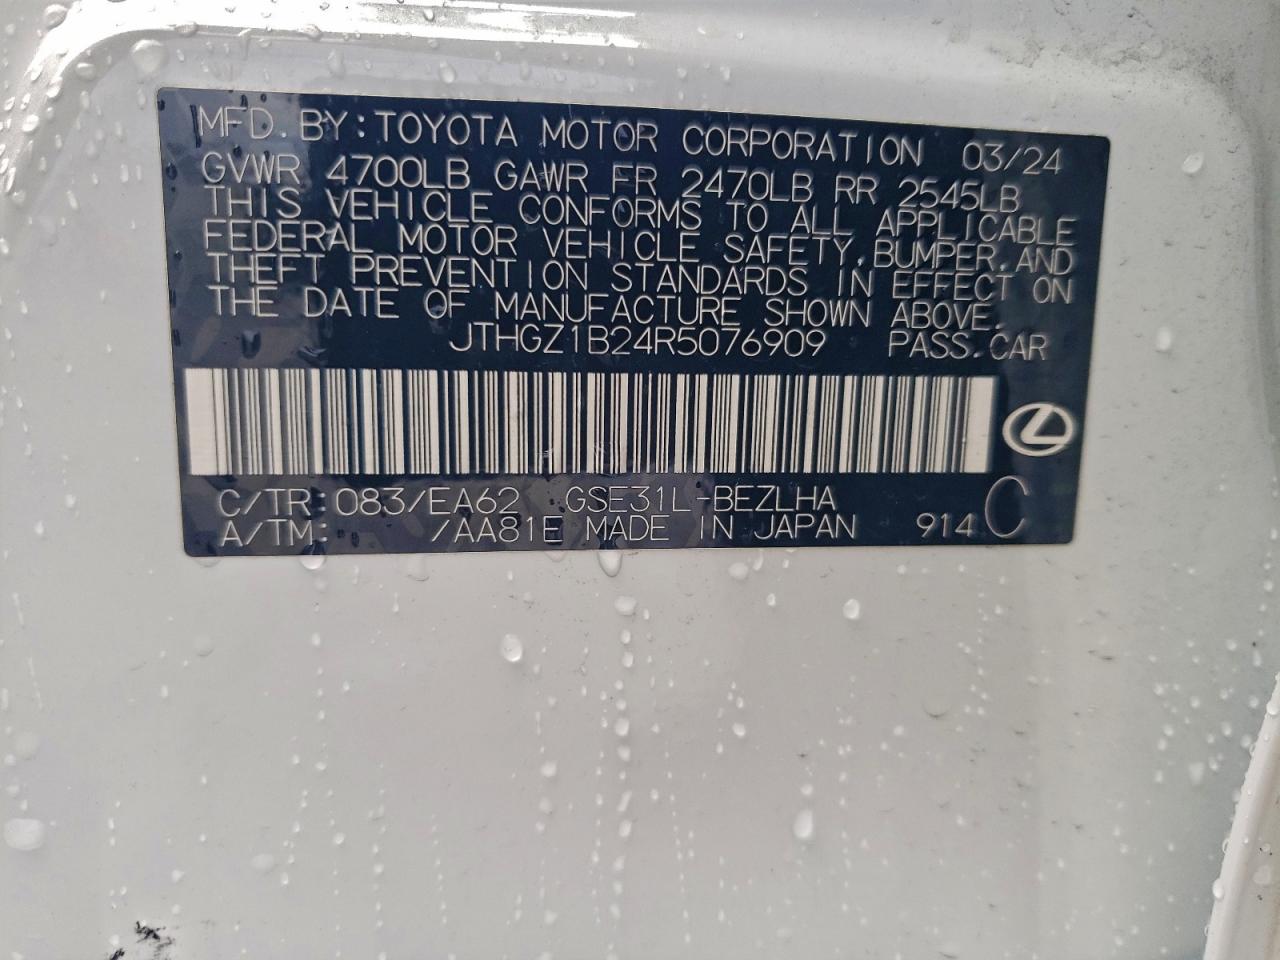 MFD. BY: TOYOTA MOTOR CORPORATION 03/24
GVWR 4700LB GAWR FR 2470LB RR 2545LB
THIS VEHICLE CONFORMS TO ALL APPLICABLE
FEDERAL MOTOR VEHICLE SAFETY, BUMPER, AND
THEFT PREVENTION STANDARDS IN EFFECT ON
THE DATE OF MANUFACTURE SHOWN ABOVE.
JTHGZ1B24R5076909 PASS. CAR
C/TR: 083/EA62 GSE31L-BEZLHA
A/TM: /AA81E MADE IN JAPAN 914 C